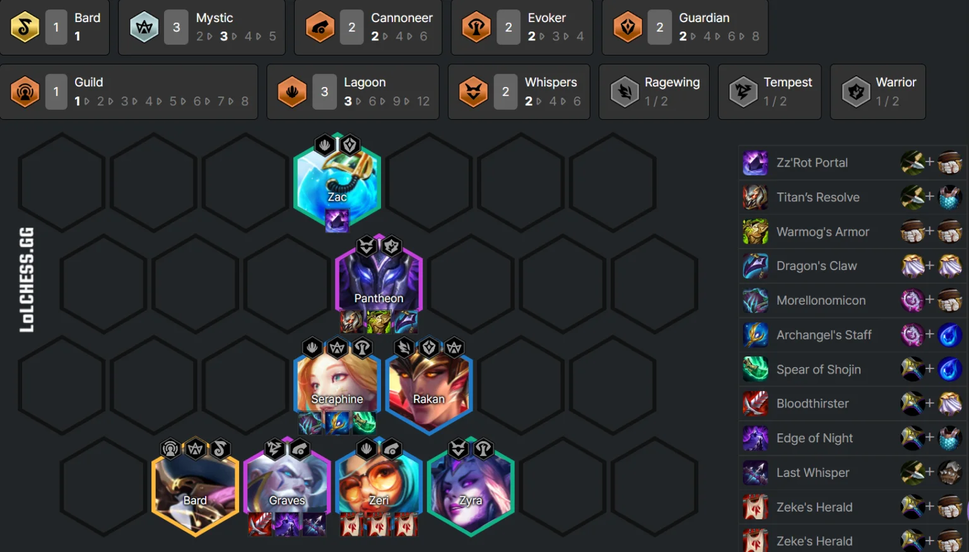 Bard
1
1
Mystic
3
2 3 4 5
Cannoneer
2
2 4 6
Evoker
2
2 3 4
Guardian
2
2 4 6 8
Guild
1
1 2 3 4 5 6 7 8
Lagoon
3
3 6 9 12
Whispers
2
2 4 6
Ragewing
1 / 2
Tempest
1 / 2
Warrior
1 / 2
LoLCHESS.GG
Zac
Pantheon
Seraphine
Rakan
Bard
Graves
Zeri
Zyra
Zz'Rot Portal +
Titan's Resolve +
Warmog's Armor +
Dragon's Claw +
Morellonomicon +
Archangel's Staff +
Spear of Shojin +
Bloodthirster +
Edge of Night +
Last Whisper +
Zeke's Herald +
Zeke's Herald +